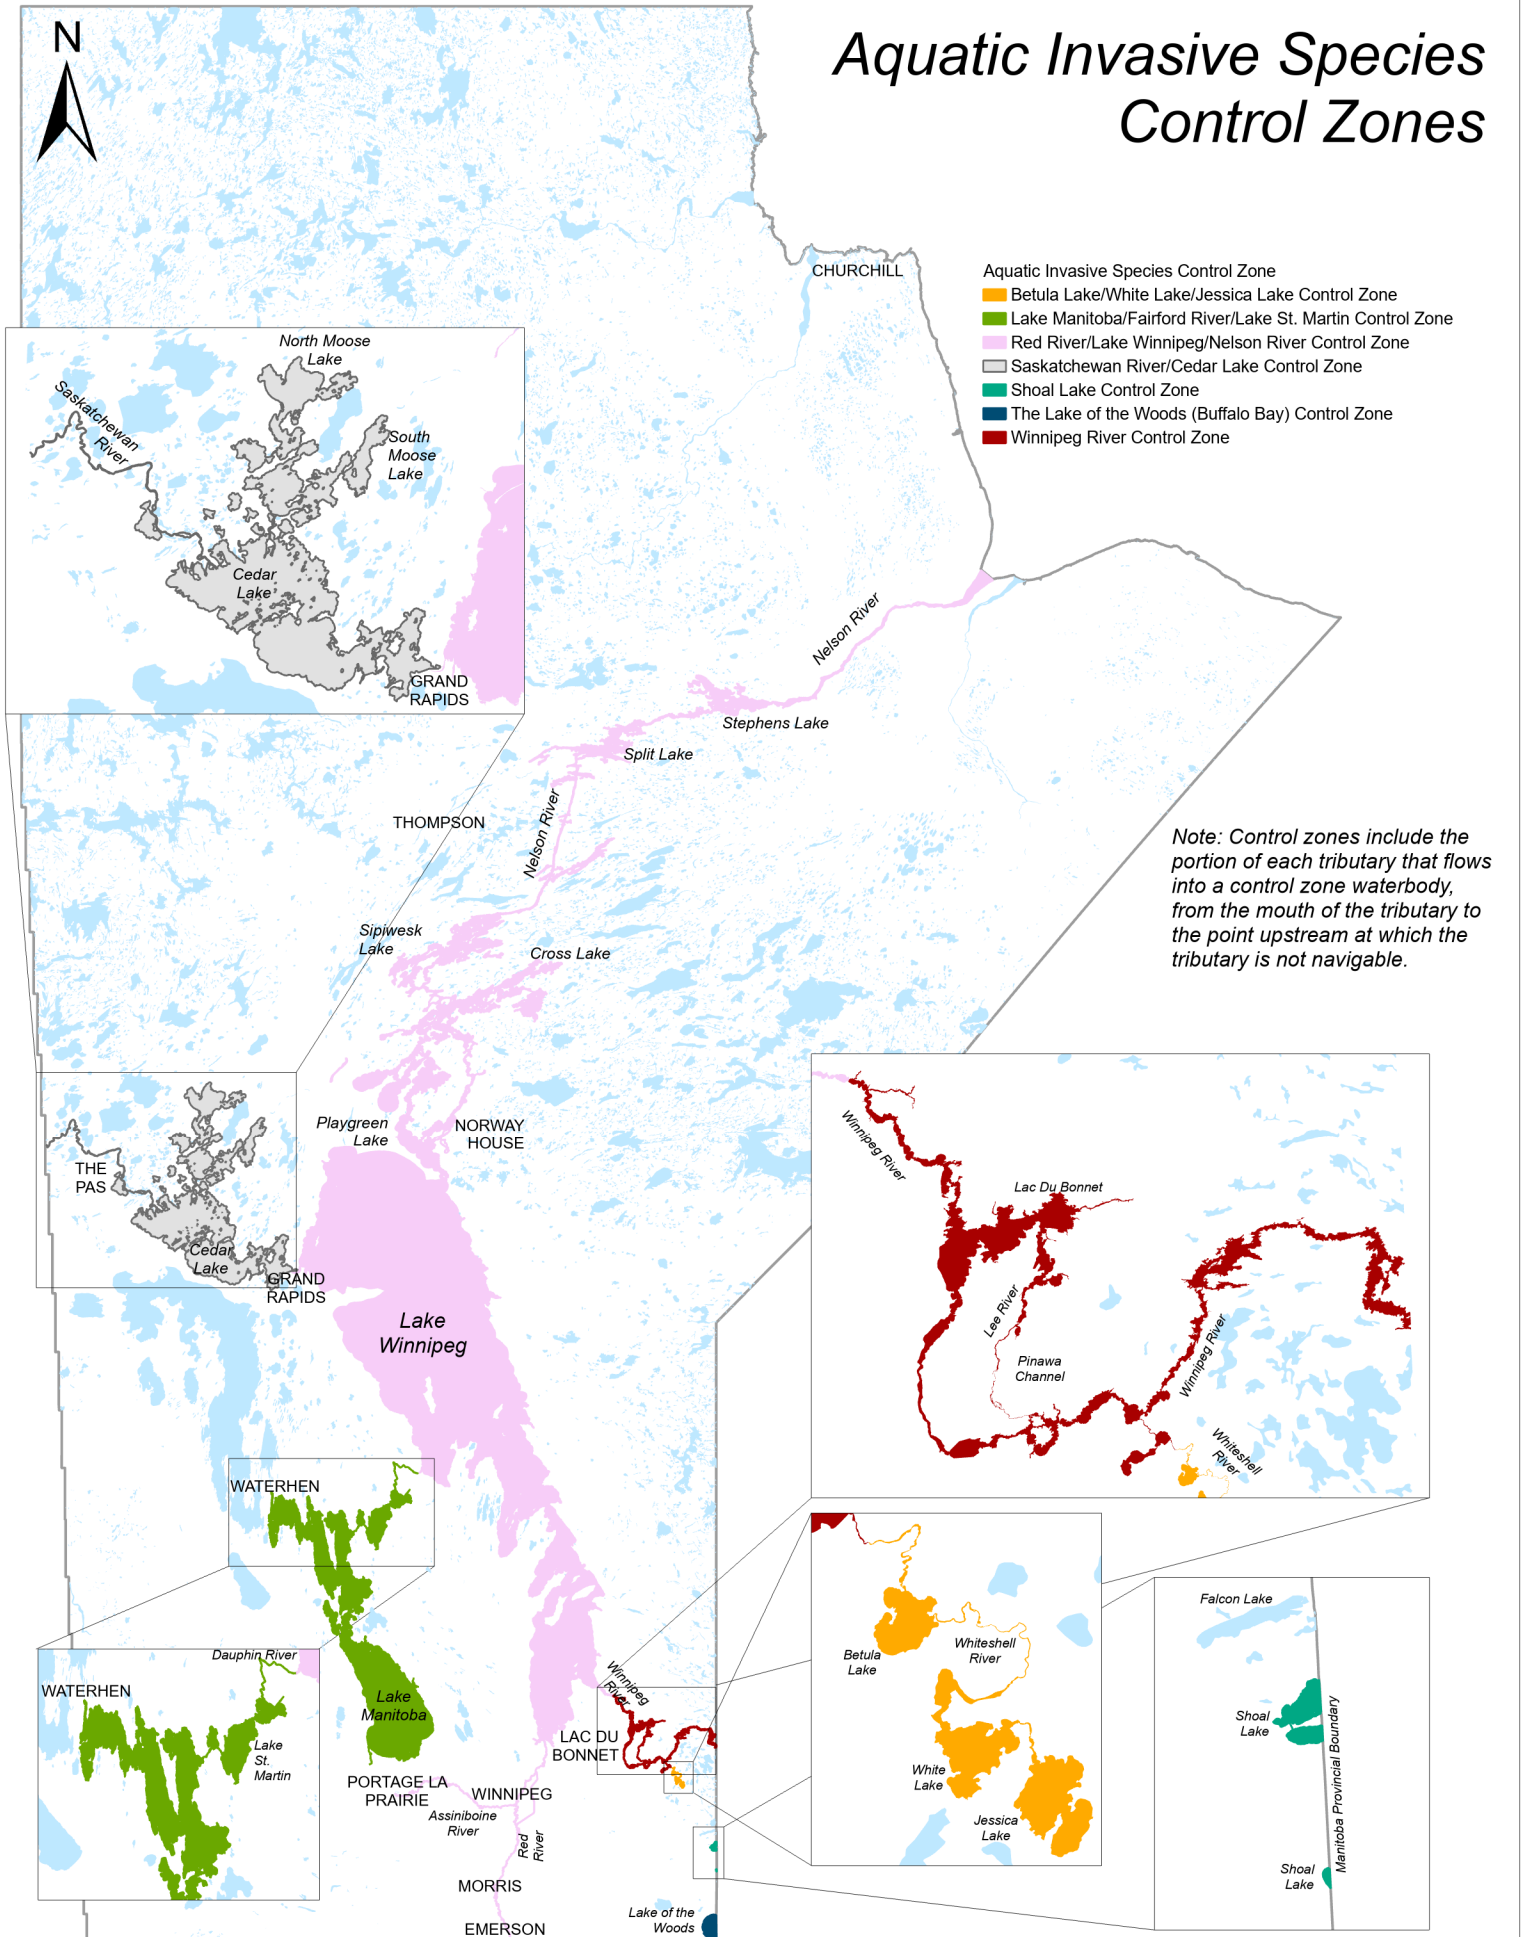 N
Aquatic Invasive Species
Control Zones
CHURCHILL
Aquatic Invasive Species Control Zone
Betula Lake/White Lake/Jessica Lake Control Zone
Lake Manitoba/Fairford River/Lake St. Martin Control Zone
Red River/Lake Winnipeg/Nelson River Control Zone
Saskatchewan River/Cedar Lake Control Zone
Shoal Lake Control Zone
The Lake of the Woods (Buffalo Bay) Control Zone
Winnipeg River Control Zone
North Moose
Lake
Saskatchewan
River
South
Moose
Lake
Cedar
Lake
GRAND
RAPIDS
Nelson River
Stephens Lake
Split Lake
THOMPSON
Nelson River
Note: Control zones include the
portion of each tributary that flows
into a control zone waterbody,
from the mouth of the tributary to
the point upstream at which the
tributary is not navigable.
Sipiwesk
Lake
Cross Lake
Playgreen
Lake
NORWAY
HOUSE
THE
PAS
Cedar
Lake
GRAND
RAPIDS
Lake
Winnipeg
Winnipeg River
Lac Du Bonnet
Lee River
Pinawa
Channel
Winnipeg River
Whiteshell
River
WATERHEN
Dauphin River
WATERHEN
Lake
St.
Martin
Lake
Manitoba
Winnipeg
River
LAC DU
BONNET
PORTAGE LA
PRAIRIE
WINNIPEG
Assiniboine
River
Red
River
MORRIS
EMERSON
Lake of the
Woods
Betula
Lake
Whiteshell
River
White
Lake
Jessica
Lake
Falcon Lake
Shoal
Lake
Manitoba Provincial Boundary
Shoal
Lake